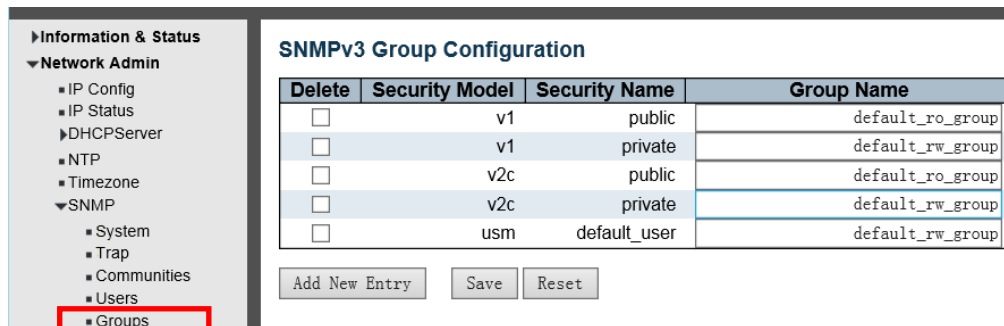 Information & Status
Network Admin
IP Config
IP Status
DHCPServer
NTP
Timezone
SNMP
System
Trap
Communities
Users
Groups
SNMPv3 Group Configuration
Delete Security Model Security Name Group Name
v1 public default_ro_group
v1 private default_rw_group
v2c public default_ro_group
v2c private default_rw_group
usm default_user default_rw_group
Add New Entry Save Reset